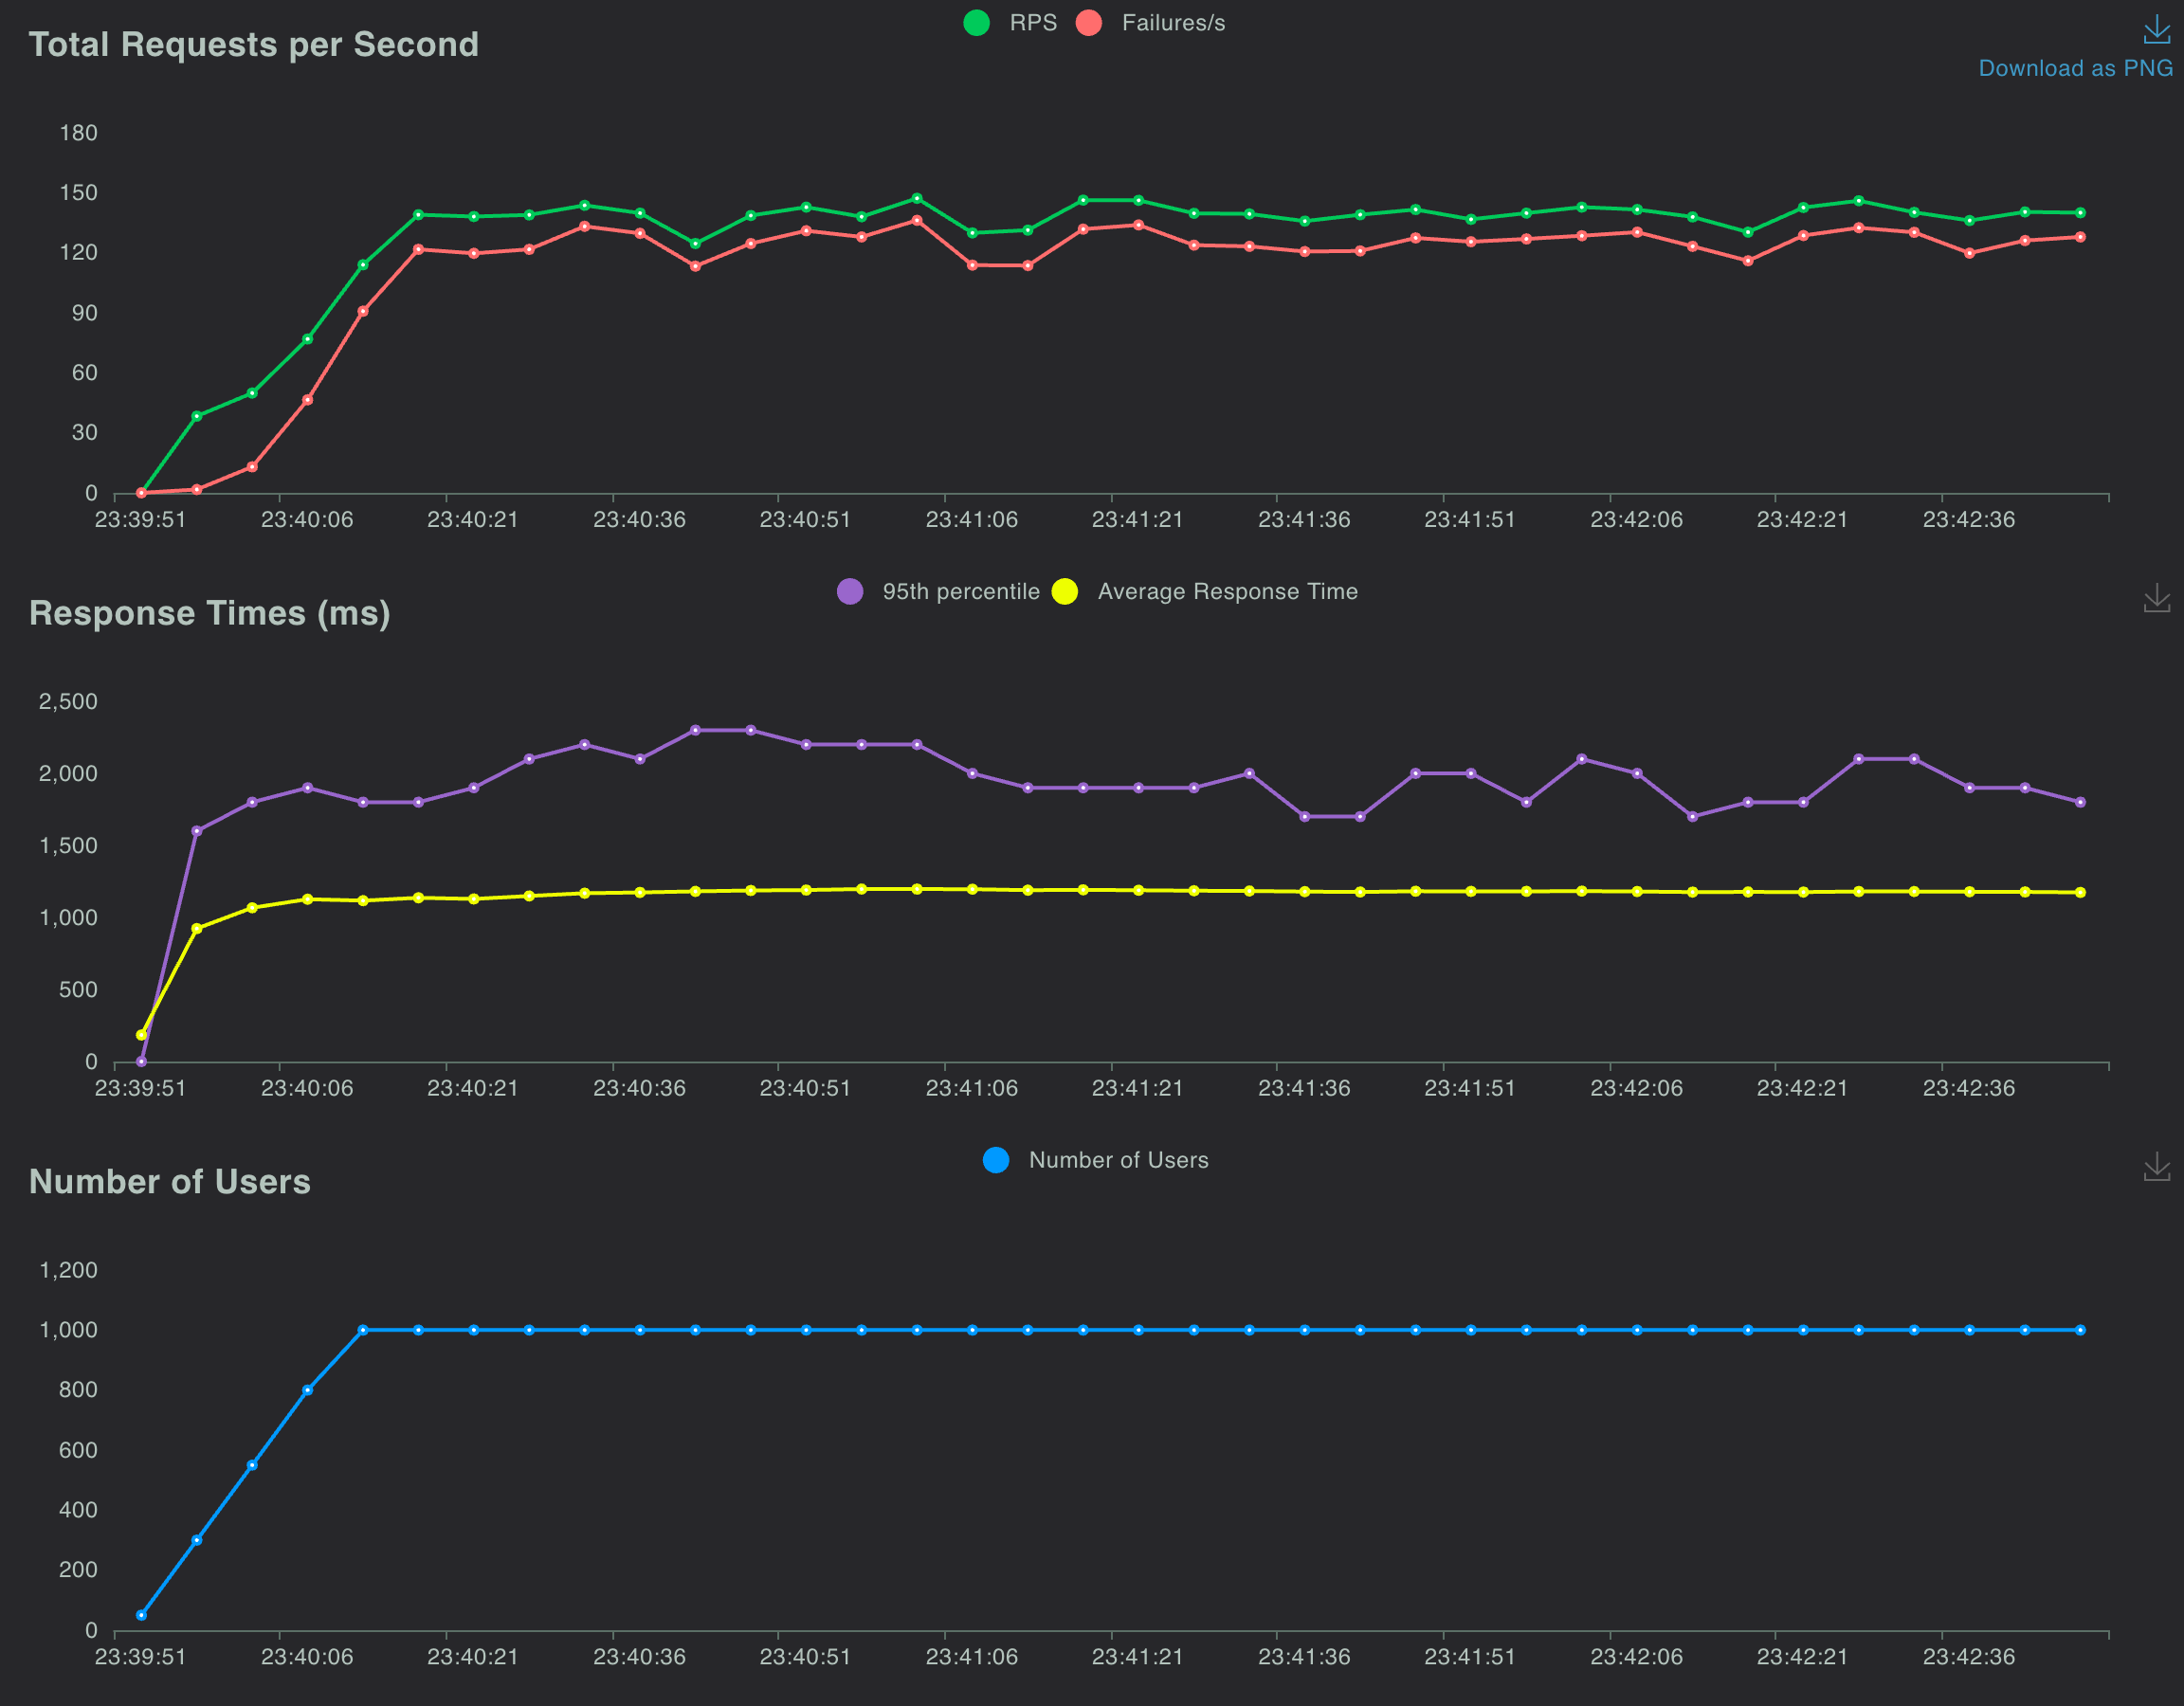 RPS Failures/s
Total Requests per Second
Download as PNG
180
150
120
90
60
30
0
23:39:51 23:40:06 23:40:21 23:40:36 23:40:51 23:41:06 23:41:21 23:41:36 23:41:51 23:42:06 23:42:21 23:42:36
95th percentile Average Response Time
Response Times (ms)
2,500
2,000
1,500
1,000
500
0
23:39:51 23:40:06 23:40:21 23:40:36 23:40:51 23:41:06 23:41:21 23:41:36 23:41:51 23:42:06 23:42:21 23:42:36
Number of Users
Number of Users
1,200
1,000
800
600
400
200
0
23:39:51 23:40:06 23:40:21 23:40:36 23:40:51 23:41:06 23:41:21 23:41:36 23:41:51 23:42:06 23:42:21 23:42:36